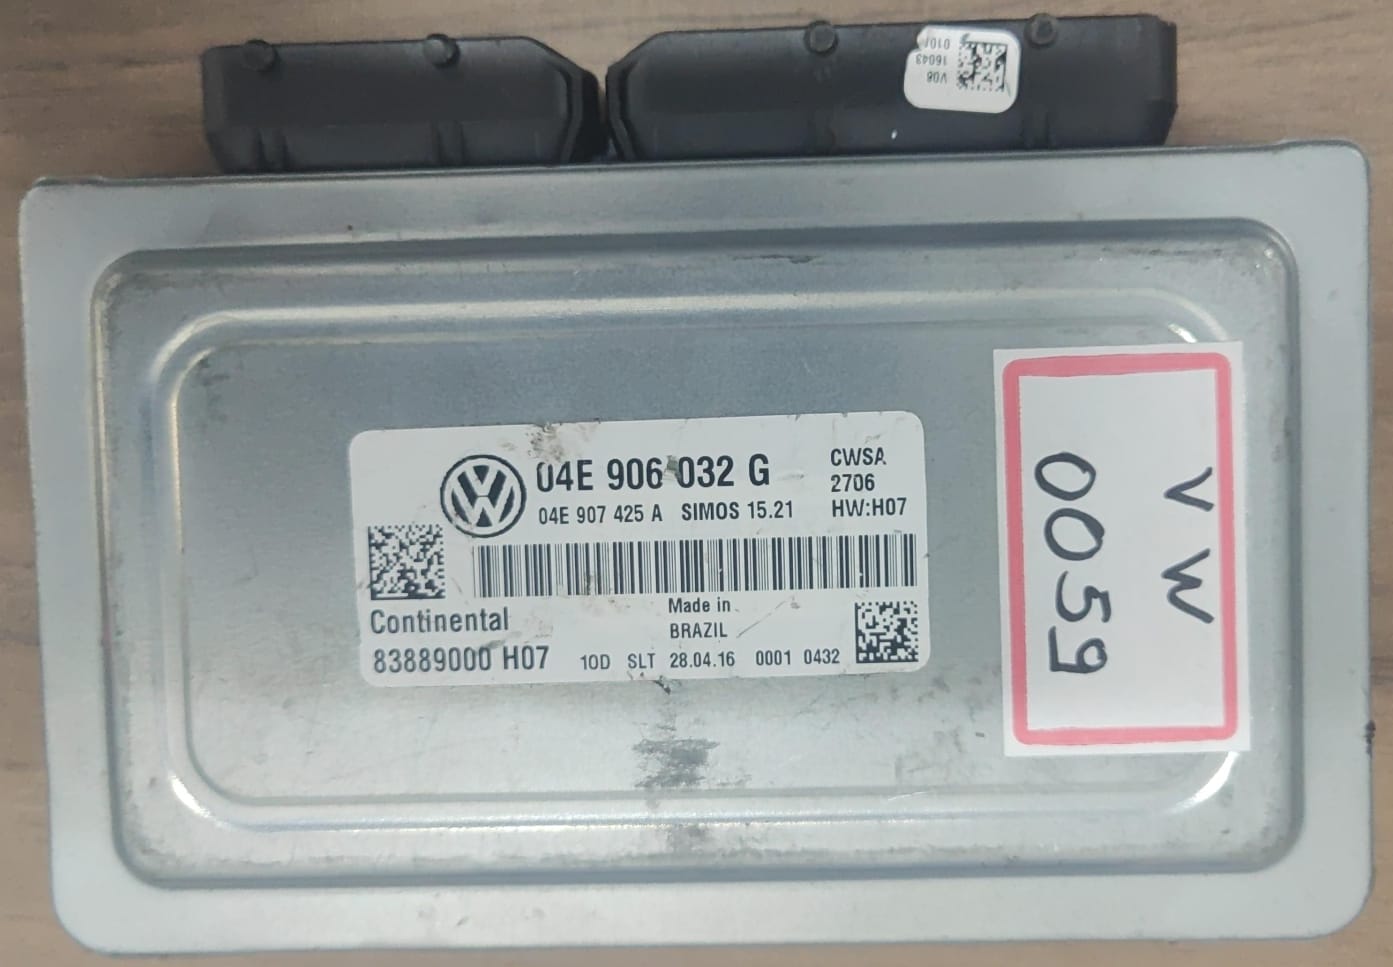 V08
16043
010/
04E 906 032 G
CWSA
2706
04E 907 425 A SIMOS 15.21
HW:H07
Continental
Made in
BRAZIL
83889000 H07
10D SLT 28.04.16 0001 0432
VW
0059